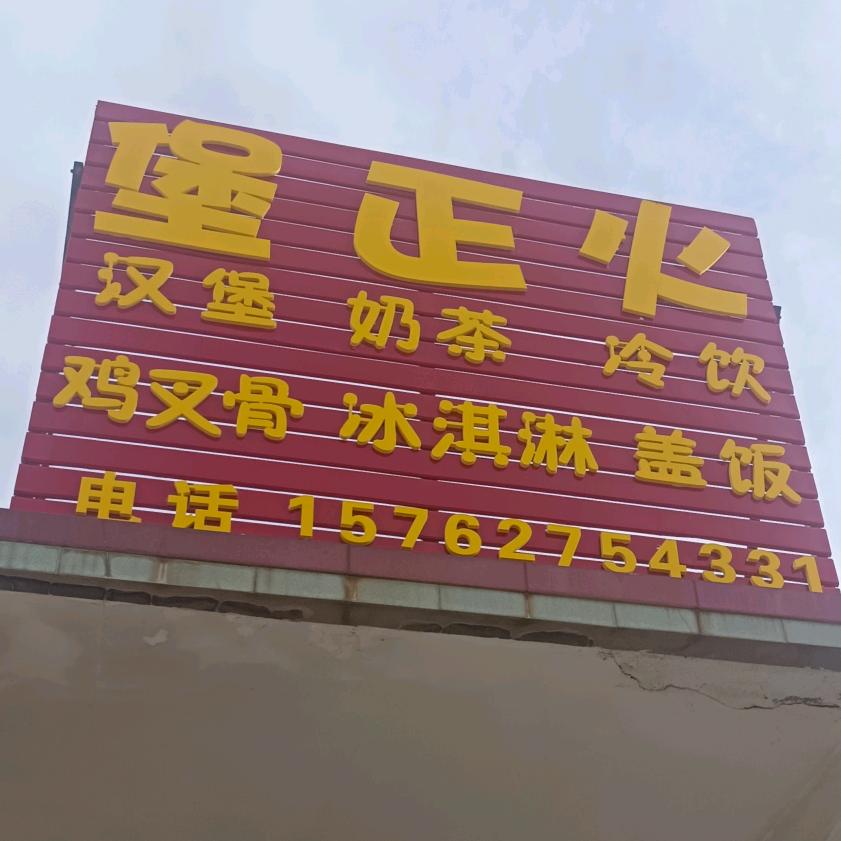 堡正火
汉堡 奶茶 冷饮
鸡叉骨 冰淇淋 盖饭
电话 15762754331